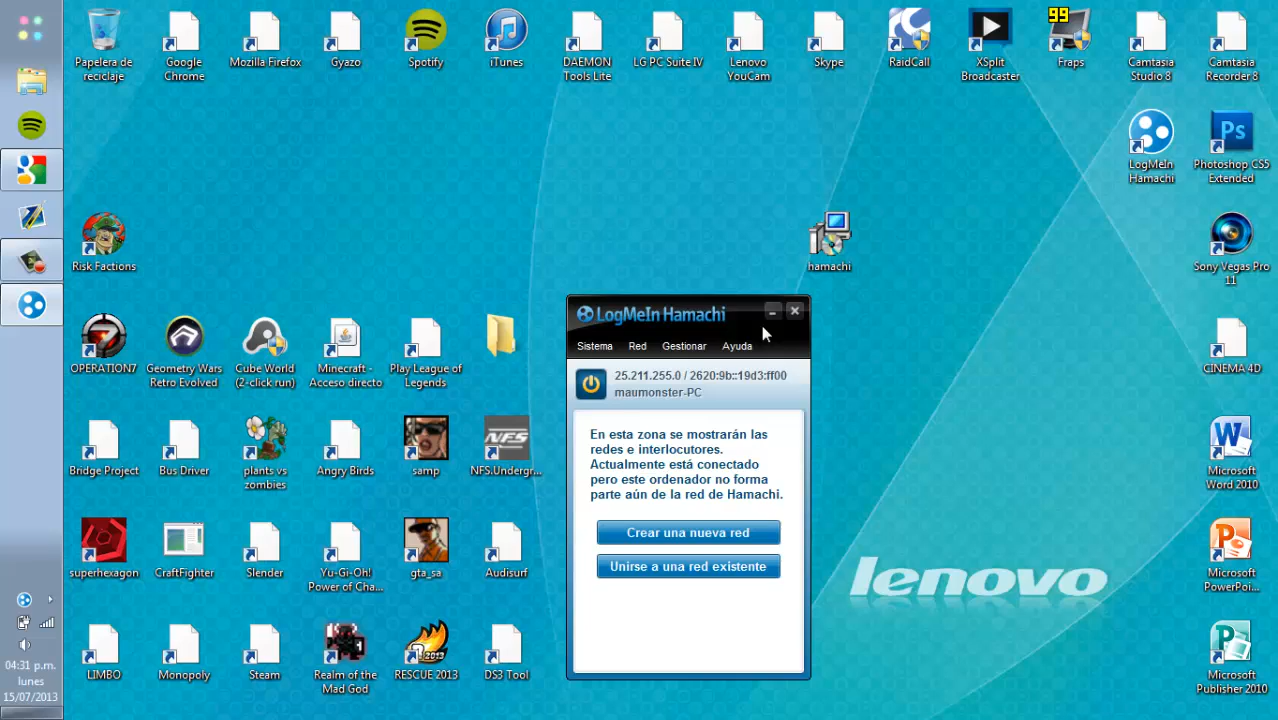 Papelera de
reciclaje
Google
Chrome
Mozilla Firefox
Gyazo
Spotify
iTunes
DAEMON
Tools Lite
LG PC Suite IV
Lenovo
YouCam
Skype
RaidCall
XSplit
Broadcaster
99
Fraps
Camtasia
Studio 8
Camtasia
Recorder 8
LogMeIn
Hamachi
Ps
Photoshop CS5
Extended
Risk Factions
hamachi
Sony Vegas Pro
11
OPERATION7
Geometry Wars
Retro Evolved
Cube World
(2-click run)
Minecraft -
Acceso directo
Play League of
Legends
CINEMA 4D
Bridge Project
Bus Driver
plants vs
zombies
Angry Birds
samp
NFS
NFS.Undergr...
Microsoft
Word 2010
superhexagon
CraftFighter
Slender
Yu-Gi-Oh!
Power of Cha...
gta_sa
Audisurf
Microsoft
PowerPoi...
LIMBO
Monopoly
Steam
Realm of the
Mad God
2013
RESCUE 2013
DS3 Tool
Microsoft
Publisher 2010
LogMeIn Hamachi
Sistema
Red
Gestionar
Ayuda
25.211.255.0 / 2620:9b::19d3:ff00
maumonster-PC
En esta zona se mostrarán las
redes e interlocutores.
Actualmente está conectado
pero este ordenador no forma
parte aún de la red de Hamachi.
Crear una nueva red
Unirse a una red existente
lenovo
04:31 p.m.
lunes
15/07/2013